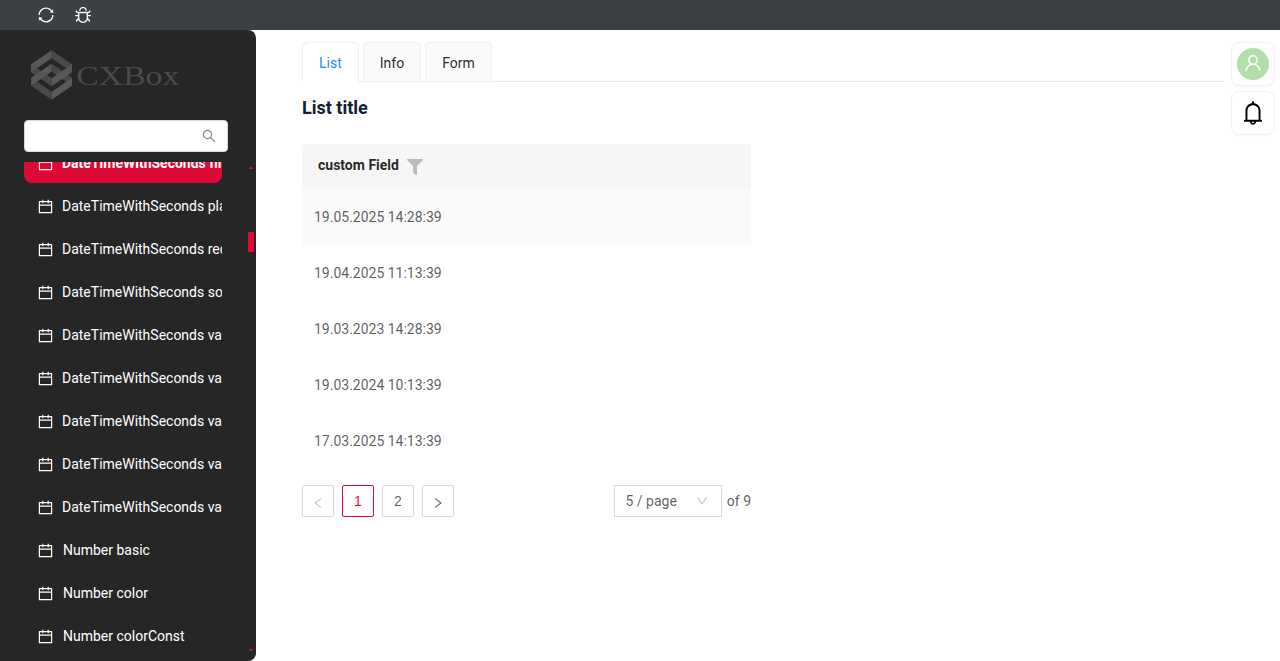 CXBox
DateTimeWithSeconds
DateTimeWithSeconds pla
DateTimeWithSeconds rec
DateTimeWithSeconds so
DateTimeWithSeconds va
DateTimeWithSeconds va
DateTimeWithSeconds va
DateTimeWithSeconds va
DateTimeWithSeconds va
Number basic
Number color
Number colorConst
List
Info
Form
List title
custom Field
19.05.2025 14:28:39
19.04.2025 11:13:39
19.03.2023 14:28:39
19.03.2024 10:13:39
17.03.2025 14:13:39
< 1 2 > 5 / page of 9